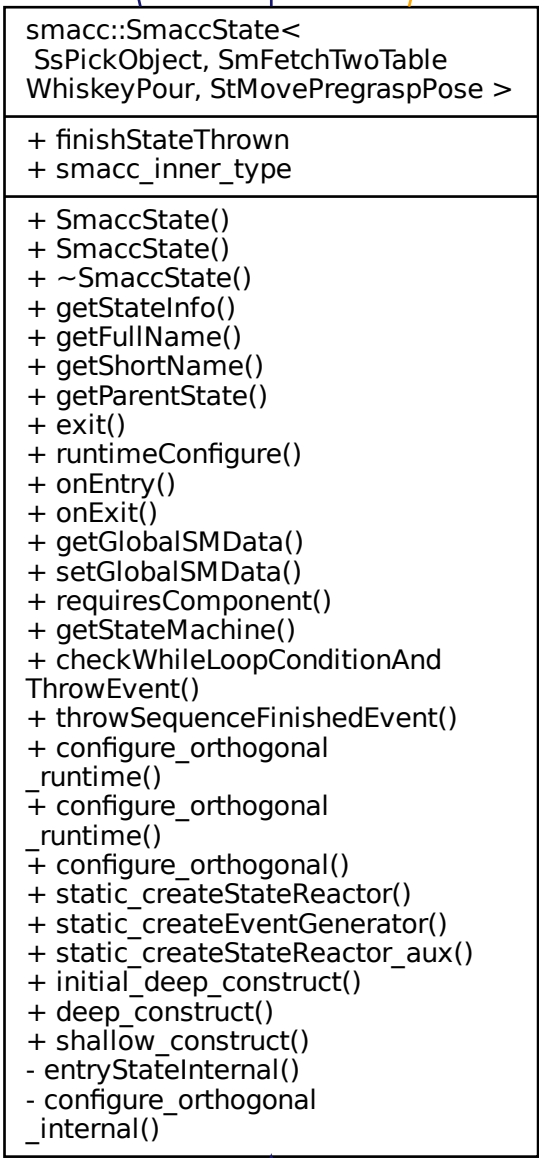 smacc::SmaccState<
SsPickObject, SmFetchTwoTable
WhiskeyPour, StMovePregraspPose >
+ finishStateThrown
+ smacc_inner_type
+ SmaccState()
+ SmaccState()
+ ~SmaccState()
+ getStateInfo()
+ getFullName()
+ getShortName()
+ getParentState()
+ exit()
+ runtimeConfigure()
+ onEntry()
+ onExit()
+ getGlobalSMData()
+ setGlobalSMData()
+ requiresComponent()
+ getStateMachine()
+ checkWhileLoopConditionAnd
ThrowEvent()
+ throwSequenceFinishedEvent()
+ configure_orthogonal
_runtime()
+ configure_orthogonal
_runtime()
+ configure_orthogonal()
+ static_createStateReactor()
+ static_createEventGenerator()
+ static_createStateReactor_aux()
+ initial_deep_construct()
+ deep_construct()
+ shallow_construct()
- entryStateInternal()
- configure_orthogonal
_internal()